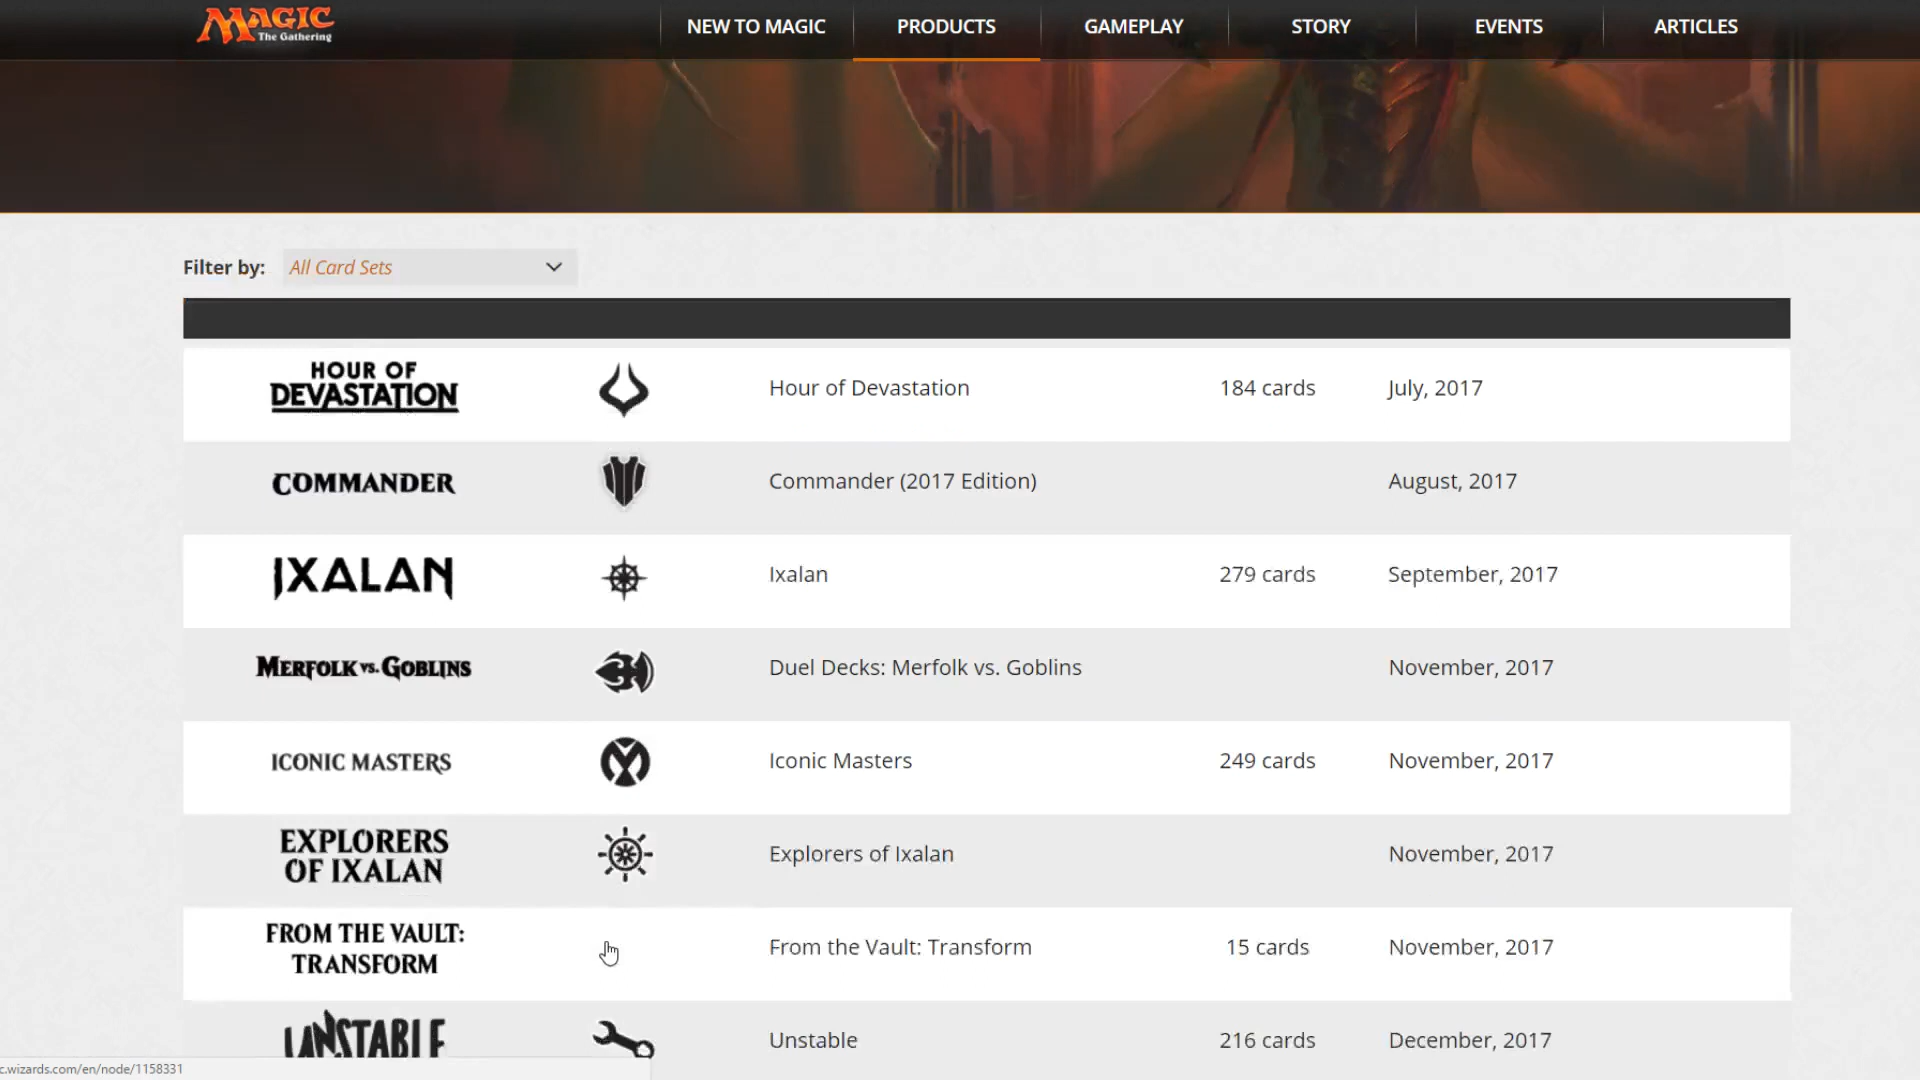 MAGIC
The Gathering
NEW TO MAGIC PRODUCTS GAMEPLAY STORY EVENTS ARTICLES
Filter by: All Card Sets
HOUR OF
DEVASTATION
Hour of Devastation 184 cards July, 2017
COMMANDER Commander (2017 Edition) August, 2017
IXALAN Ixalan 279 cards September, 2017
MERFOLK VS. GOBLINS Duel Decks: Merfolk vs. Goblins November, 2017
ICONIC MASTERS Iconic Masters 249 cards November, 2017
EXPLORERS
OF IXALAN
Explorers of Ixalan November, 2017
FROM THE VAULT:
TRANSFORM
From the Vault: Transform 15 cards November, 2017
UNSTABLE Unstable 216 cards December, 2017
c.wizards.com/en/node/1158331